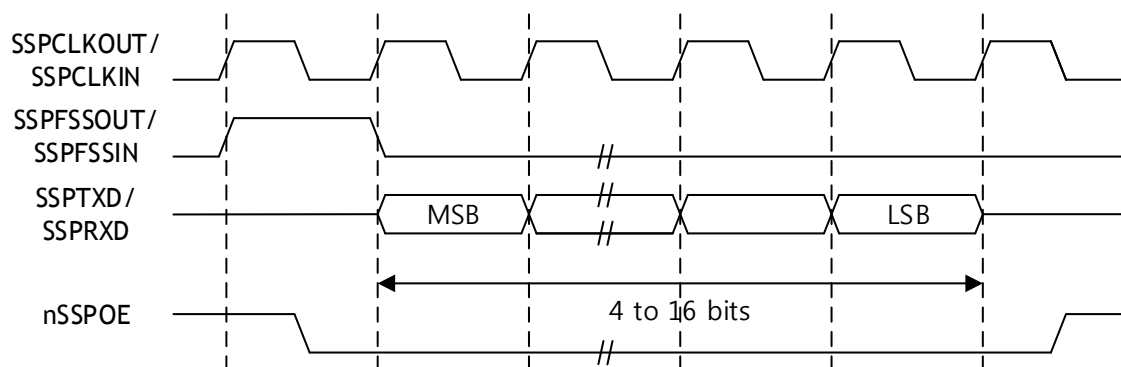 SSPCLKOUT/
SSPCLKIN
SSPFSSOUT/
SSPFSSIN
SSPTXD/
SSPRXD
MSB
LSB
4 to 16 bits
nSSPOE